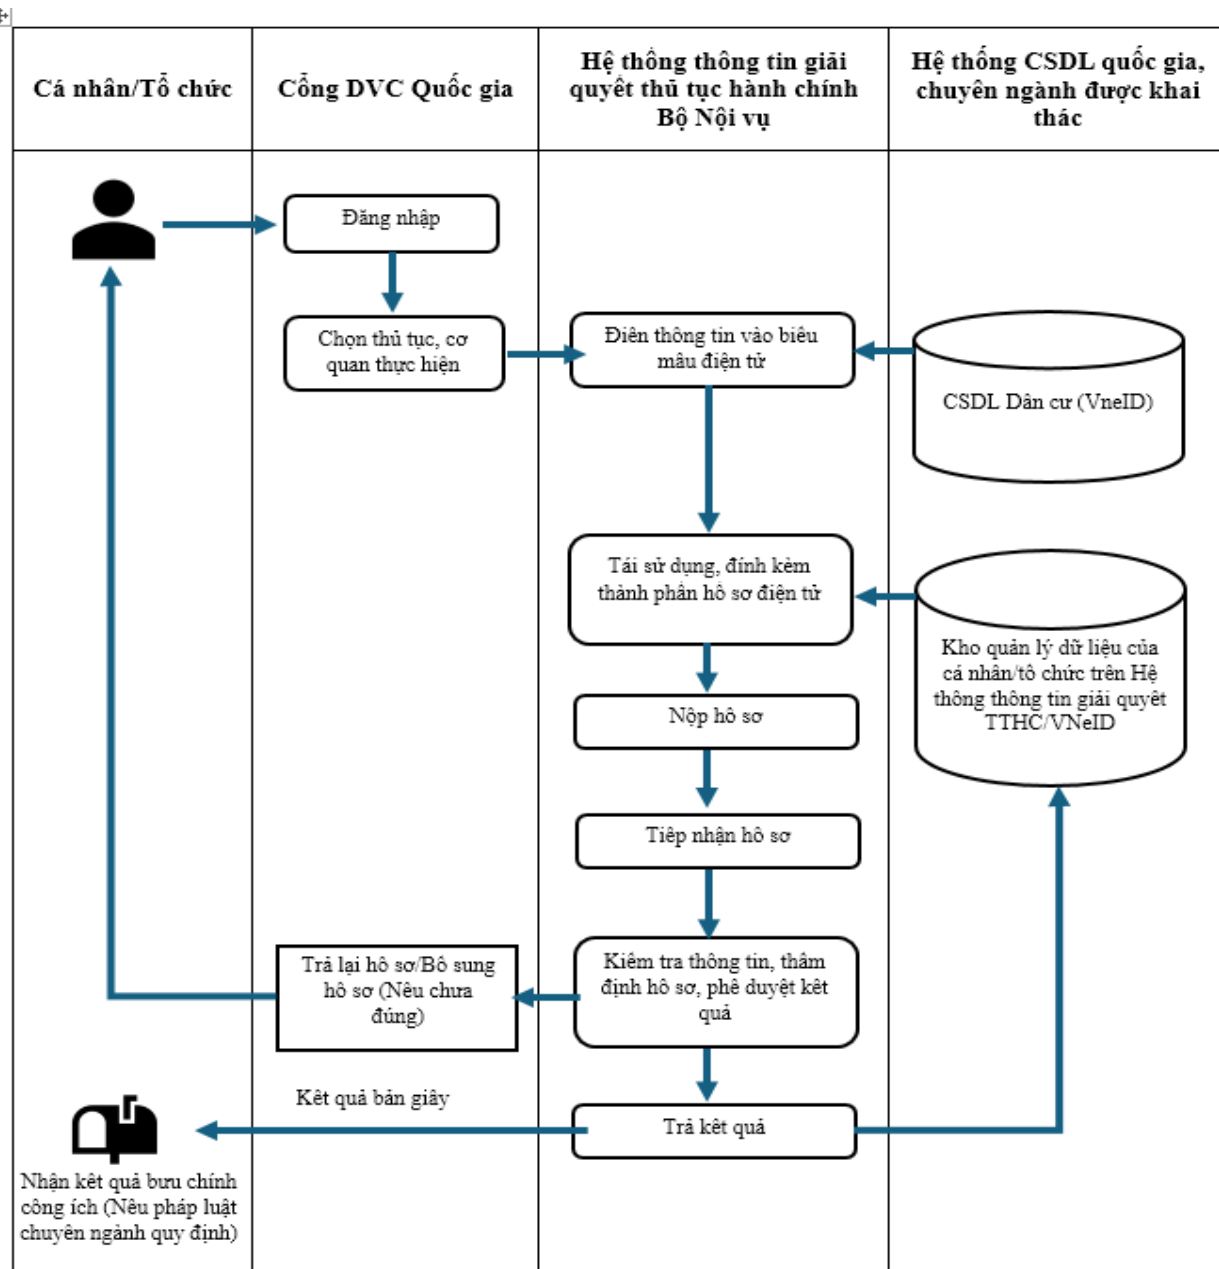 Cá nhân/Tổ chức
Cổng DVC Quốc gia
Hệ thống thông tin giải
quyết thủ tục hành chính
Bộ Nội vụ
Hệ thống CSDL quốc gia,
chuyên ngành được khai
thác
Đăng nhập
Chọn thủ tục, cơ
quan thực hiện
Điền thông tin vào biểu
mẫu điện tử
CSDL Dân cư (VneID)
Tái sử dụng, đính kèm
thành phần hồ sơ điện tử
Kho quản lý dữ liệu của
cá nhân/tổ chức trên Hệ
thống thông tin giải quyết
TTHC/VNeID
Nộp hồ sơ
Tiếp nhận hồ sơ
Trả lại hồ sơ/Bổ sung
hồ sơ (Nếu chưa
đúng)
Kiểm tra thông tin, thẩm
định hồ sơ, phê duyệt kết
quả
Kết quả bản giấy
Trả kết quả
Nhận kết quả bưu chính
công ích (Nếu pháp luật
chuyên ngành quy định)